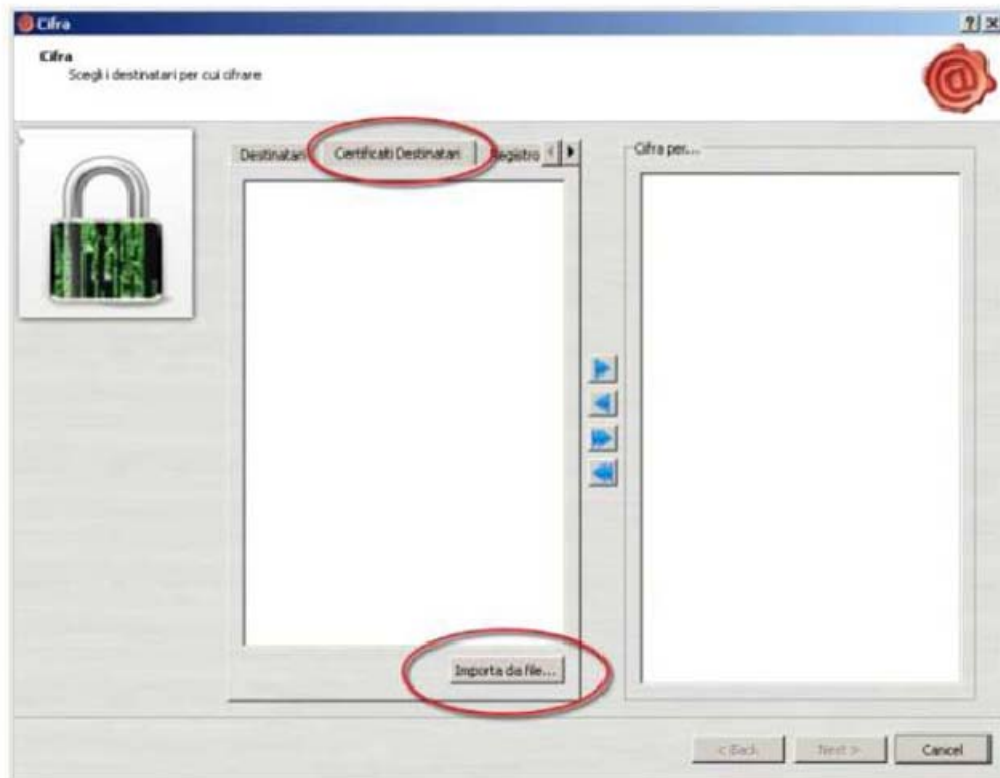 Cifra
Cifra
Scegli i destinatari per cui cifrare
Destinatari
Certificati Destinatari
Registro
Cifra per...
Importa da file...
< Back
Next >
Cancel